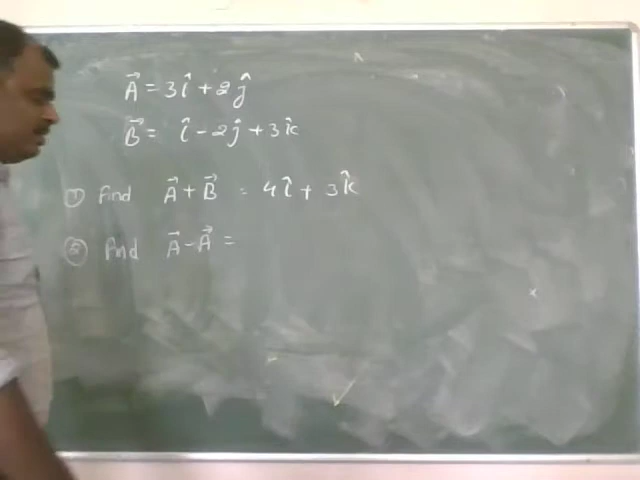 A⃗ = 3î + 2ĵ
B⃗ = î - 2ĵ + 3k̂
① Find A⃗ + B⃗ = 4î + 3k̂
② Find A⃗ - A⃗ =